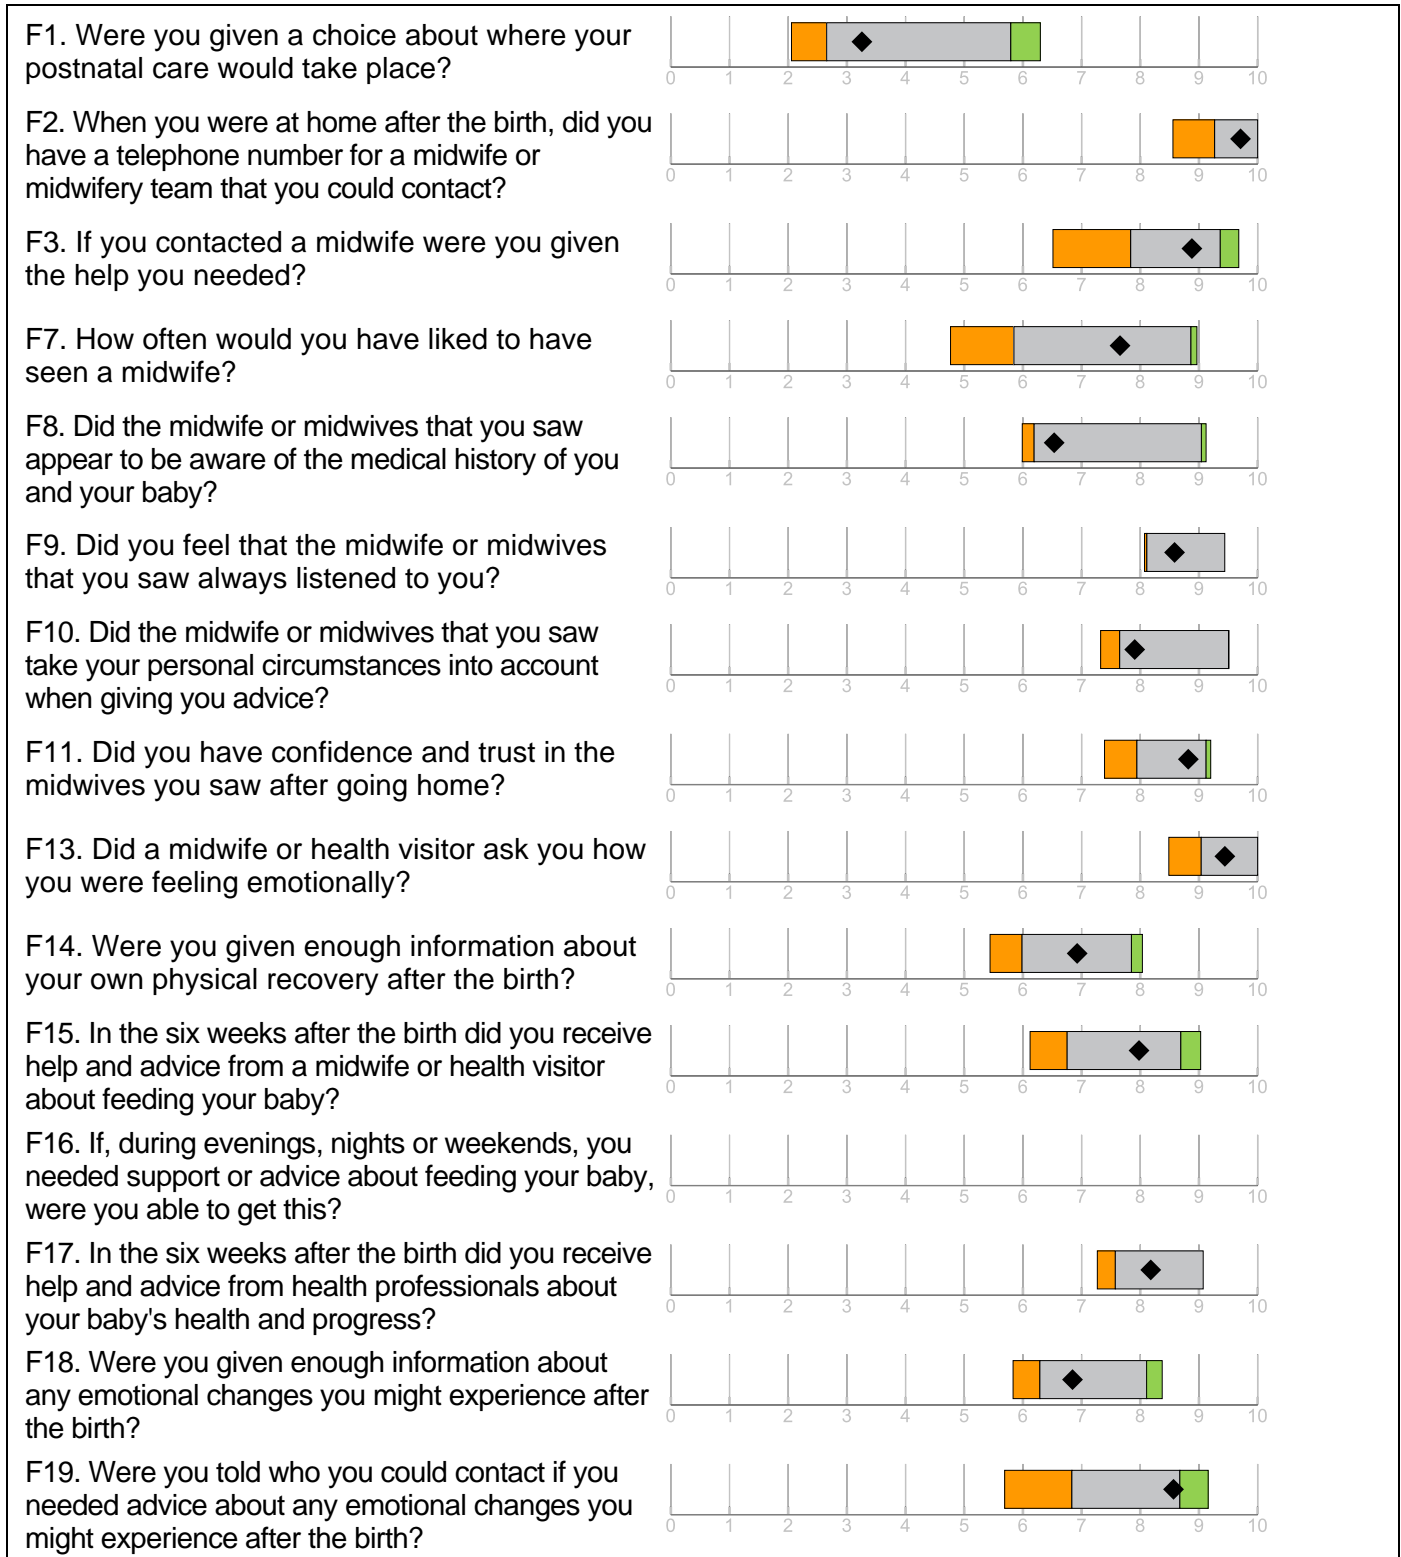 F1. Were you given a choice about where your
postnatal care would take place?
0 1 2 3 4 5 6 7 8 9 10
F2. When you were at home after the birth, did you
have a telephone number for a midwife or
midwifery team that you could contact?
0 1 2 3 4 5 6 7 8 9 10
F3. If you contacted a midwife were you given
the help you needed?
0 1 2 3 4 5 6 7 8 9 10
F7. How often would you have liked to have
seen a midwife?
0 1 2 3 4 5 6 7 8 9 10
F8. Did the midwife or midwives that you saw
appear to be aware of the medical history of you
and your baby?
0 1 2 3 4 5 6 7 8 9 10
F9. Did you feel that the midwife or midwives
that you saw always listened to you?
0 1 2 3 4 5 6 7 8 9 10
F10. Did the midwife or midwives that you saw
take your personal circumstances into account
when giving you advice?
0 1 2 3 4 5 6 7 8 9 10
F11. Did you have confidence and trust in the
midwives you saw after going home?
0 1 2 3 4 5 6 7 8 9 10
F13. Did a midwife or health visitor ask you how
you were feeling emotionally?
0 1 2 3 4 5 6 7 8 9 10
F14. Were you given enough information about
your own physical recovery after the birth?
0 1 2 3 4 5 6 7 8 9 10
F15. In the six weeks after the birth did you receive
help and advice from a midwife or health visitor
about feeding your baby?
0 1 2 3 4 5 6 7 8 9 10
F16. If, during evenings, nights or weekends, you
needed support or advice about feeding your baby,
were you able to get this?
0 1 2 3 4 5 6 7 8 9 10
F17. In the six weeks after the birth did you receive
help and advice from health professionals about
your baby's health and progress?
0 1 2 3 4 5 6 7 8 9 10
F18. Were you given enough information about
any emotional changes you might experience after
the birth?
0 1 2 3 4 5 6 7 8 9 10
F19. Were you told who you could contact if you
needed advice about any emotional changes you
might experience after the birth?
0 1 2 3 4 5 6 7 8 9 10